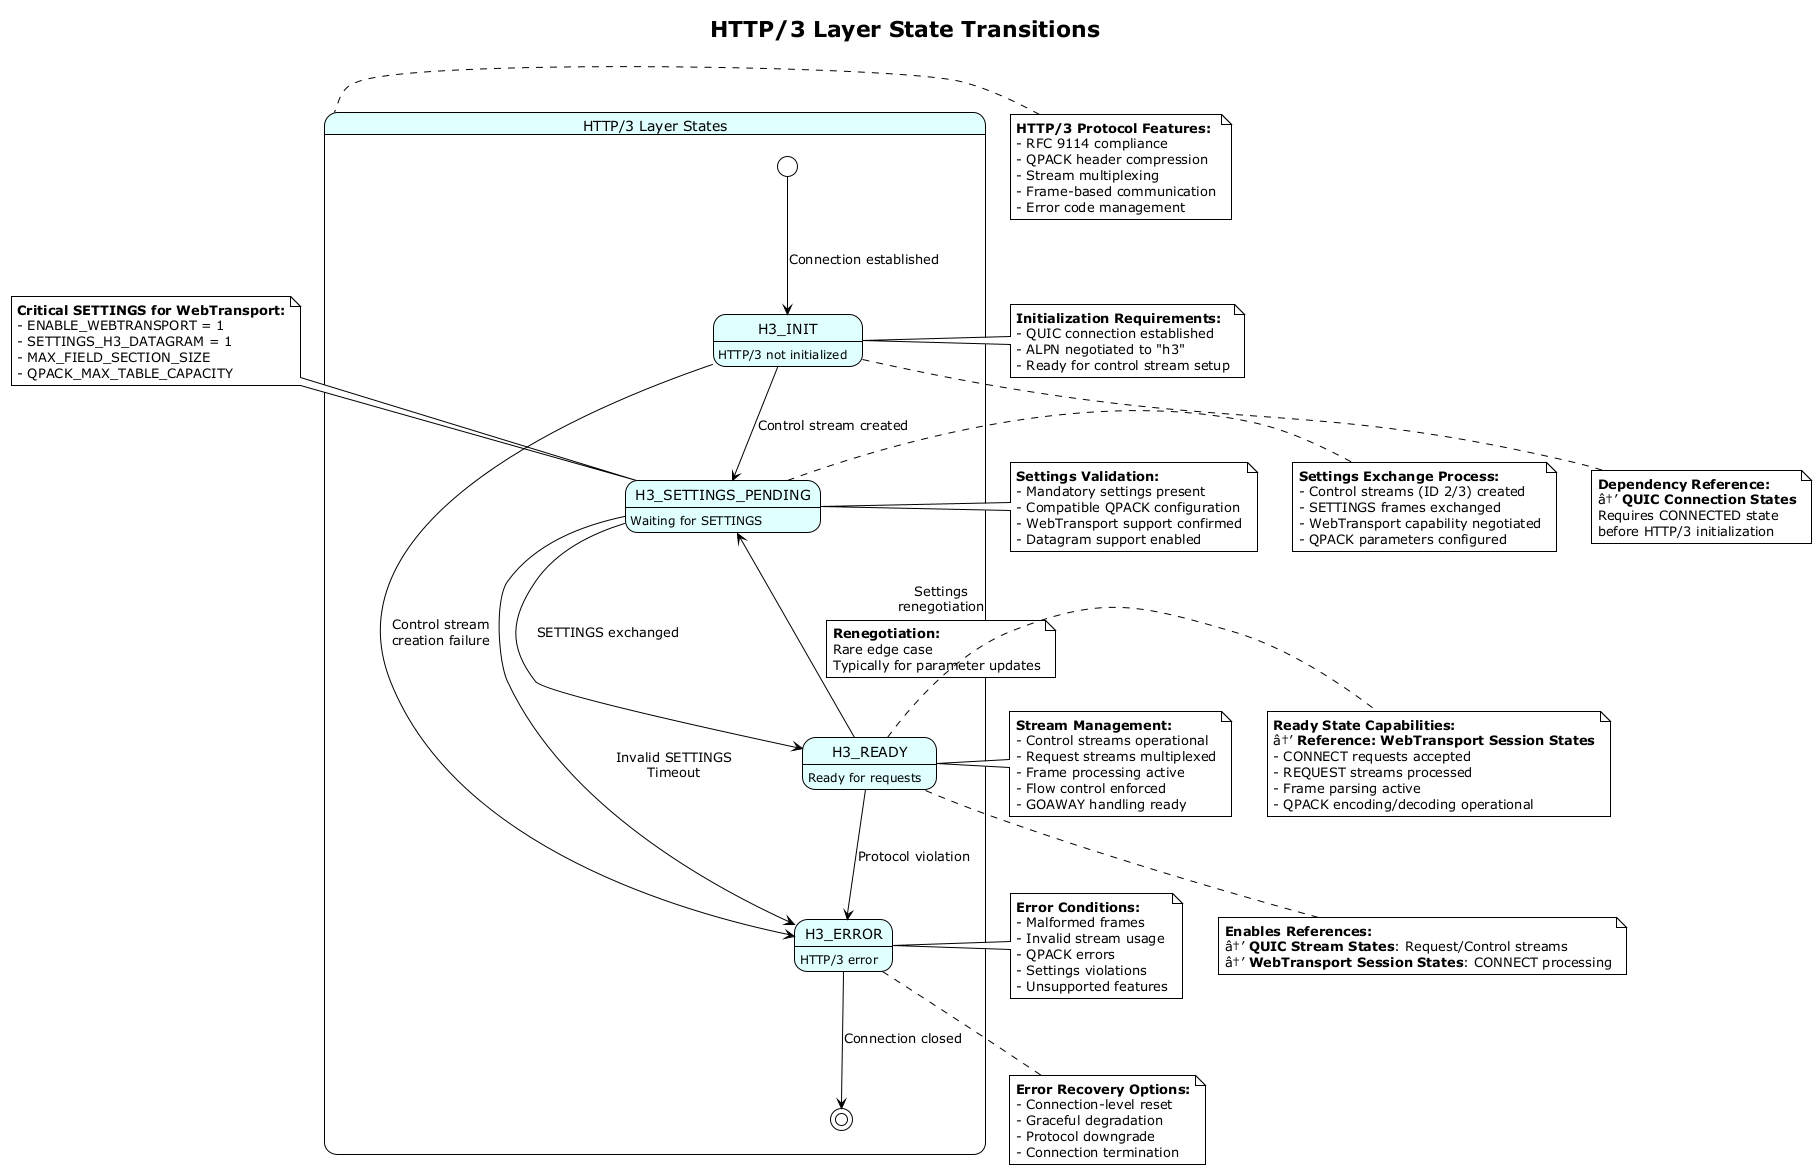 HTTP/3 Layer State Transitions
HTTP/3 Layer States
HTTP/3 Protocol Features:
- RFC 9114 compliance
- QPACK header compression
- Stream multiplexing
- Frame-based communication
- Error code management
Connection established
Critical SETTINGS for WebTransport:
- ENABLE_WEBTRANSPORT = 1
- SETTINGS_H3_DATAGRAM = 1
- MAX_FIELD_SECTION_SIZE
- QPACK_MAX_TABLE_CAPACITY
H3_INIT
HTTP/3 not initialized
Initialization Requirements:
- QUIC connection established
- ALPN negotiated to "h3"
- Ready for control stream setup
Control stream created
H3_SETTINGS_PENDING
Waiting for SETTINGS
Settings Validation:
- Mandatory settings present
- Compatible QPACK configuration
- WebTransport support confirmed
- Datagram support enabled
Settings Exchange Process:
- Control streams (ID 2/3) created
- SETTINGS frames exchanged
- WebTransport capability negotiated
- QPACK parameters configured
Dependency Reference:
â†’ QUIC Connection States
Requires CONNECTED state
before HTTP/3 initialization
Control stream
creation failure
SETTINGS exchanged
Settings
renegotiation
Renegotiation:
Rare edge case
Typically for parameter updates
Invalid SETTINGS
Timeout
H3_READY
Ready for requests
Stream Management:
- Control streams operational
- Request streams multiplexed
- Frame processing active
- Flow control enforced
- GOAWAY handling ready
Ready State Capabilities:
â†’ Reference: WebTransport Session States
- CONNECT requests accepted
- REQUEST streams processed
- Frame parsing active
- QPACK encoding/decoding operational
Protocol violation
H3_ERROR
HTTP/3 error
Error Conditions:
- Malformed frames
- Invalid stream usage
- QPACK errors
- Settings violations
- Unsupported features
Enables References:
â†’ QUIC Stream States: Request/Control streams
â†’ WebTransport Session States: CONNECT processing
Connection closed
Error Recovery Options:
- Connection-level reset
- Graceful degradation
- Protocol downgrade
- Connection termination